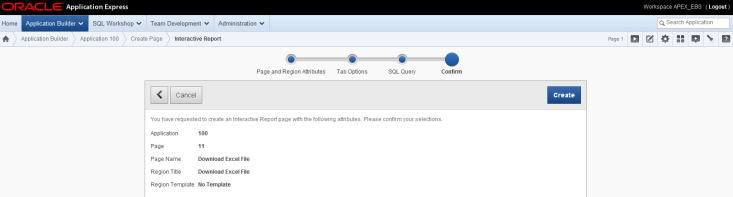 ORACLE Application Express Workspace APEX_EBS ( Logout )
Home Application Builder SQL Workshop Team Development Administration Search Application
Application Builder Application 100 Create Page Interactive Report Page 1
Page and Region Attributes Tab Options SQL Query Confirm
Cancel Create
You have requested to create an Interactive Report page with the following attributes. Please confirm your selections.
Application 100
Page 11
Page Name Download Excel File
Region Title Download Excel File
Region Template No Template